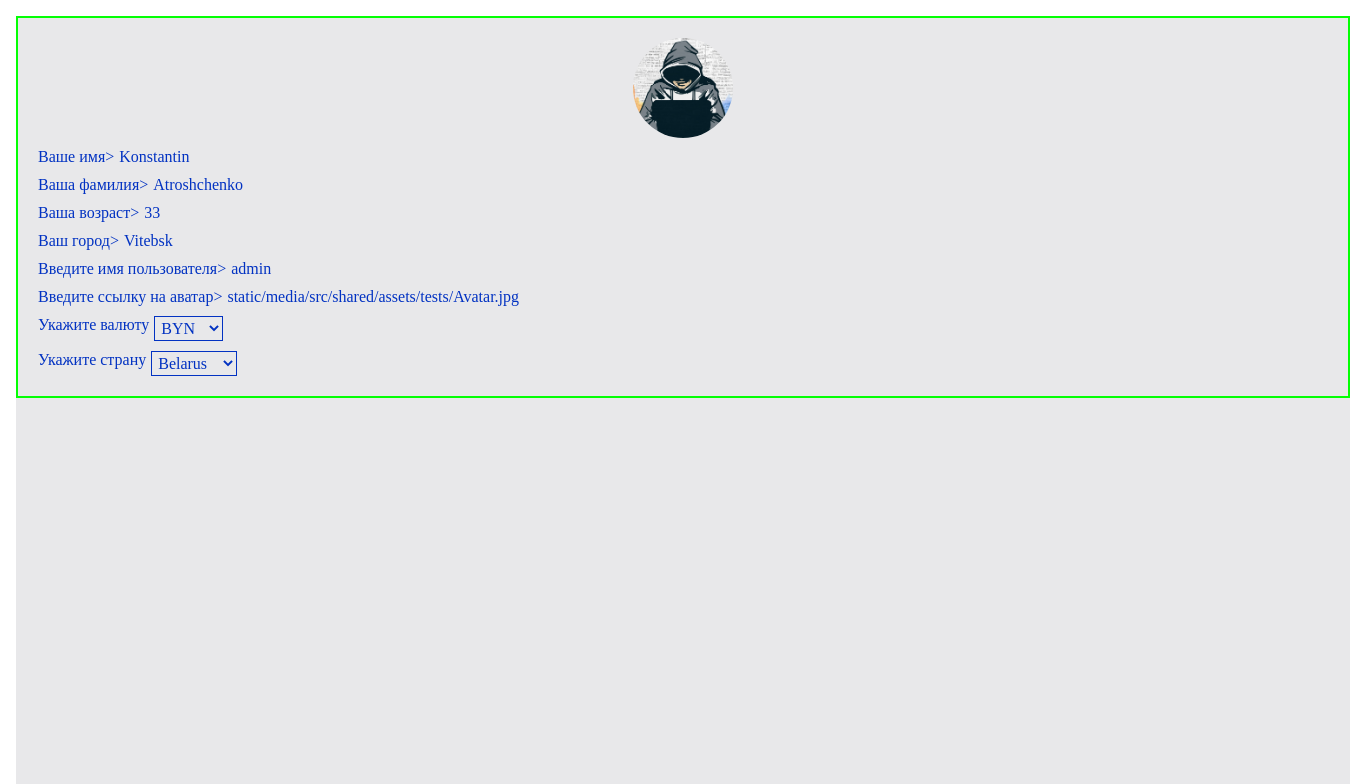 Ваше имя> Konstantin
Ваша фамилия> Atroshchenko
Ваша возраст> 33
Ваш город> Vitebsk
Введите имя пользователя> admin
Введите ссылку на аватар> static/media/src/shared/assets/tests/Avatar.jpg
Укажите валюту BYN
Укажите страну Belarus